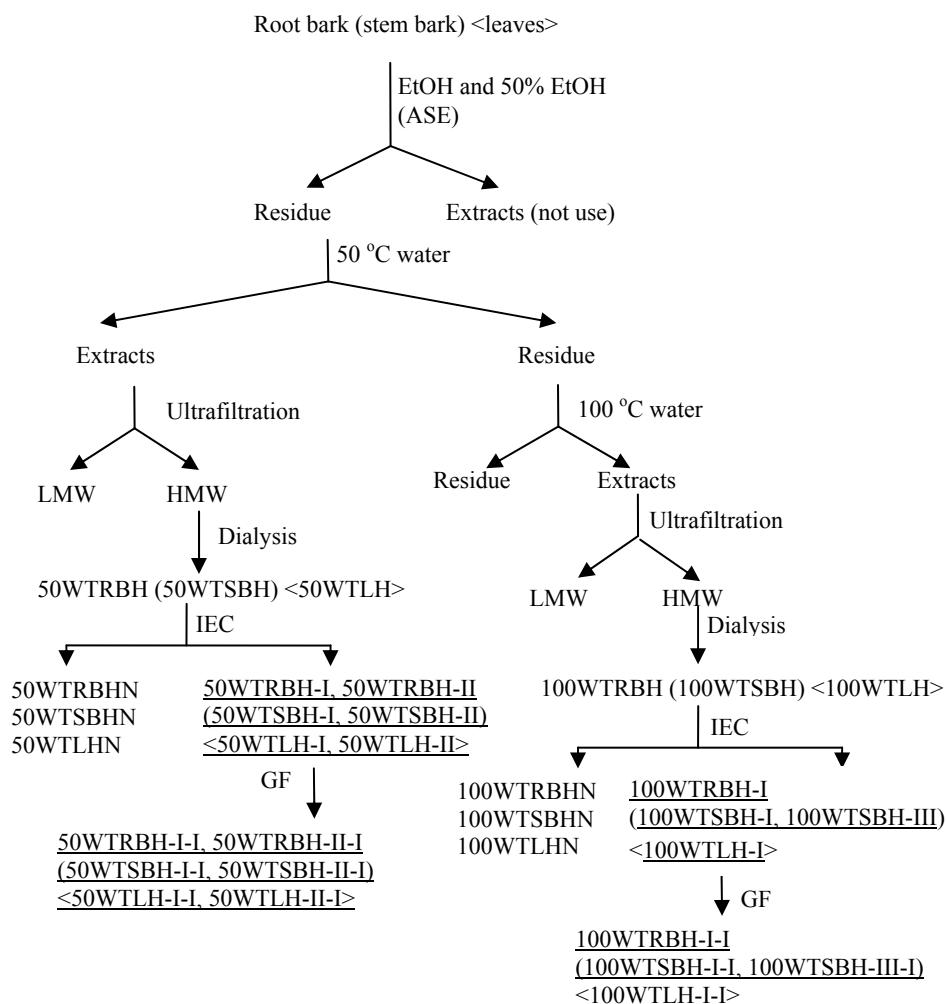 Root bark (stem bark) <leaves>
EtOH and 50% EtOH
(ASE)
Residue
Extracts (not use)
50 °C water
Extracts
Residue
Ultrafiltration
100 °C water
LMW
HMW
Residue
Extracts
Dialysis
Ultrafiltration
50WTRBH (50WTSBH) <50WTLH>
LMW
HMW
IEC
Dialysis
50WTRBHN
50WTSBHN
50WTLHN
50WTRBH-I, 50WTRBH-II
(50WTSBH-I, 50WTSBH-II)
<50WTLH-I, 50WTLH-II>
100WTRBH (100WTSBH) <100WTLH>
IEC
GF
100WTRBHN
100WTSBHN
100WTLHN
100WTRBH-I
(100WTSBH-I, 100WTSBH-III)
<100WTLH-I>
50WTRBH-I-I, 50WTRBH-II-I
(50WTSBH-I-I, 50WTSBH-II-I)
<50WTLH-I-I, 50WTLH-II-I>
GF
100WTRBH-I-I
(100WTSBH-I-I, 100WTSBH-III-I)
<100WTLH-I-I>